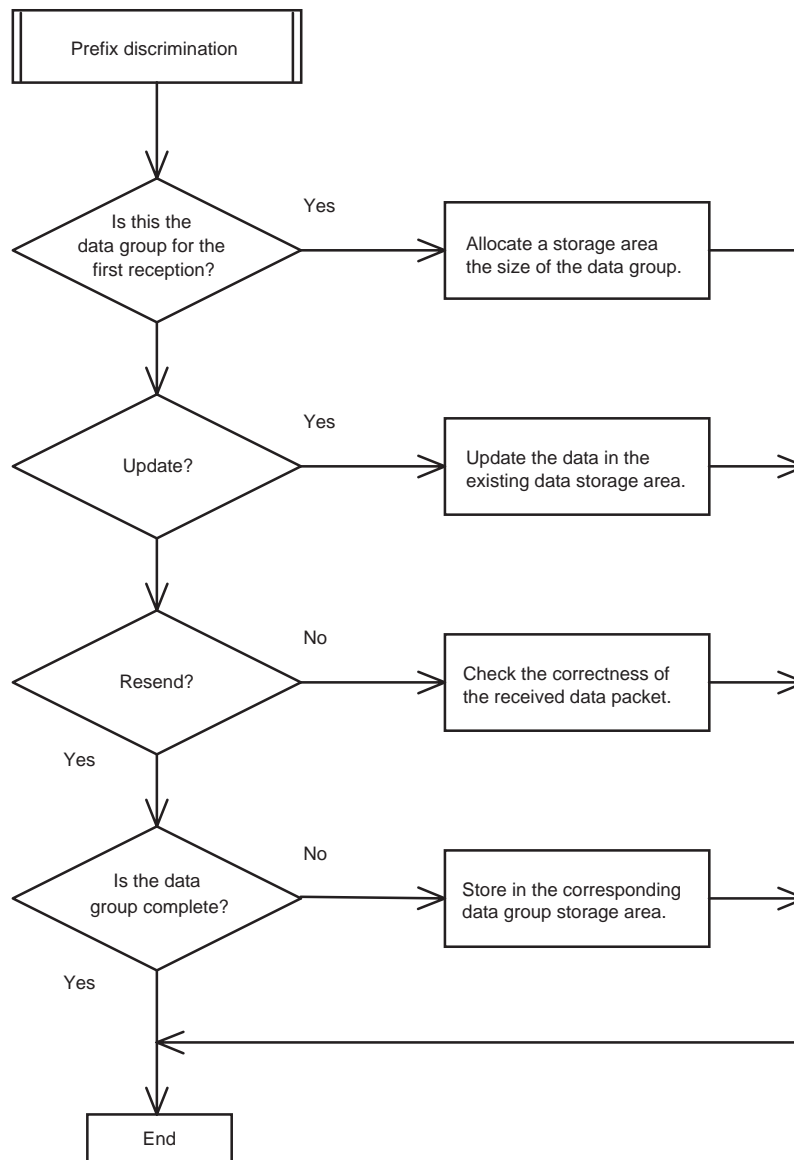 Prefix discrimination
Is this the
data group for the
first reception?
Yes
Allocate a storage area
the size of the data group.
Update?
Yes
Update the data in the
existing data storage area.
Resend?
No
Check the correctness of
the received data packet.
Yes
Is the data
group complete?
No
Store in the corresponding
data group storage area.
Yes
End